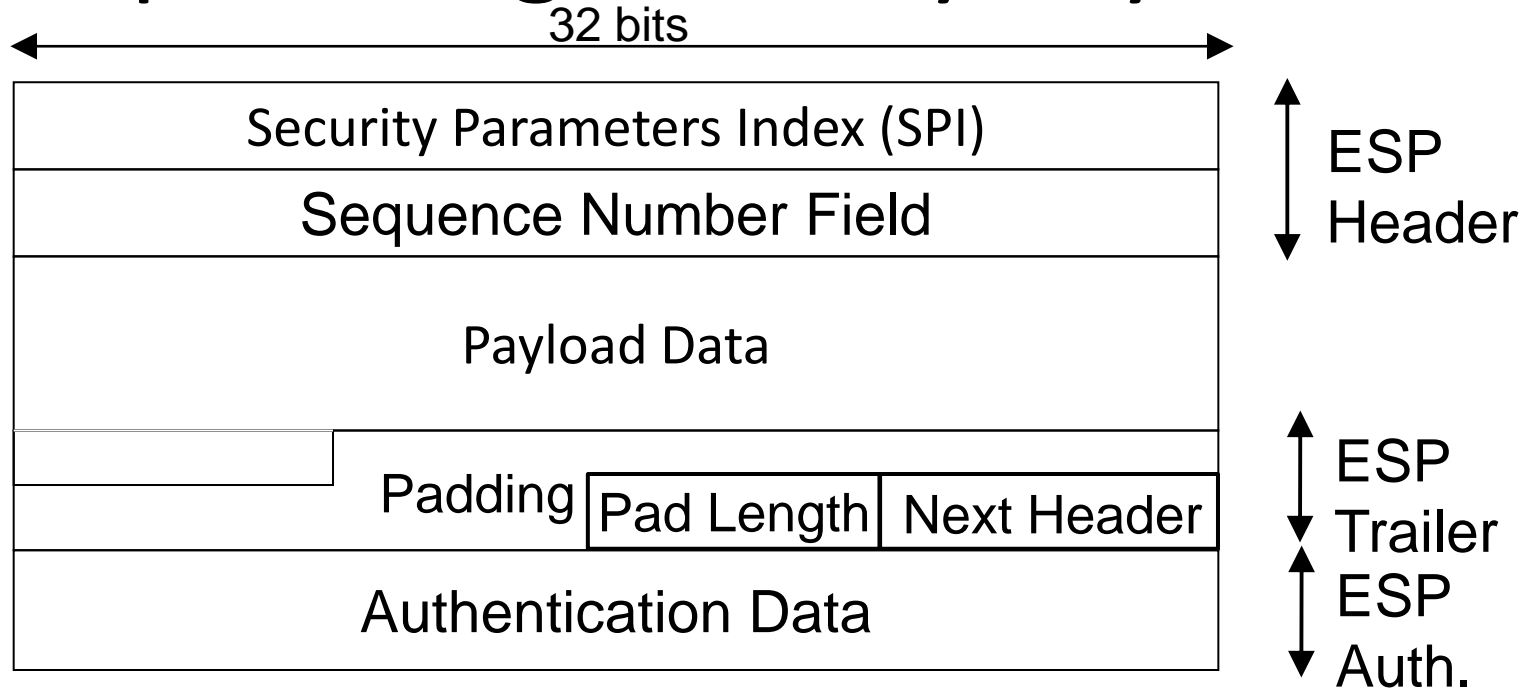 32 bits
Security Parameters Index (SPI)
Sequence Number Field
Payload Data
Padding
Pad Length
Next Header
Authentication Data
ESP
Header
ESP
Trailer
ESP
Auth.